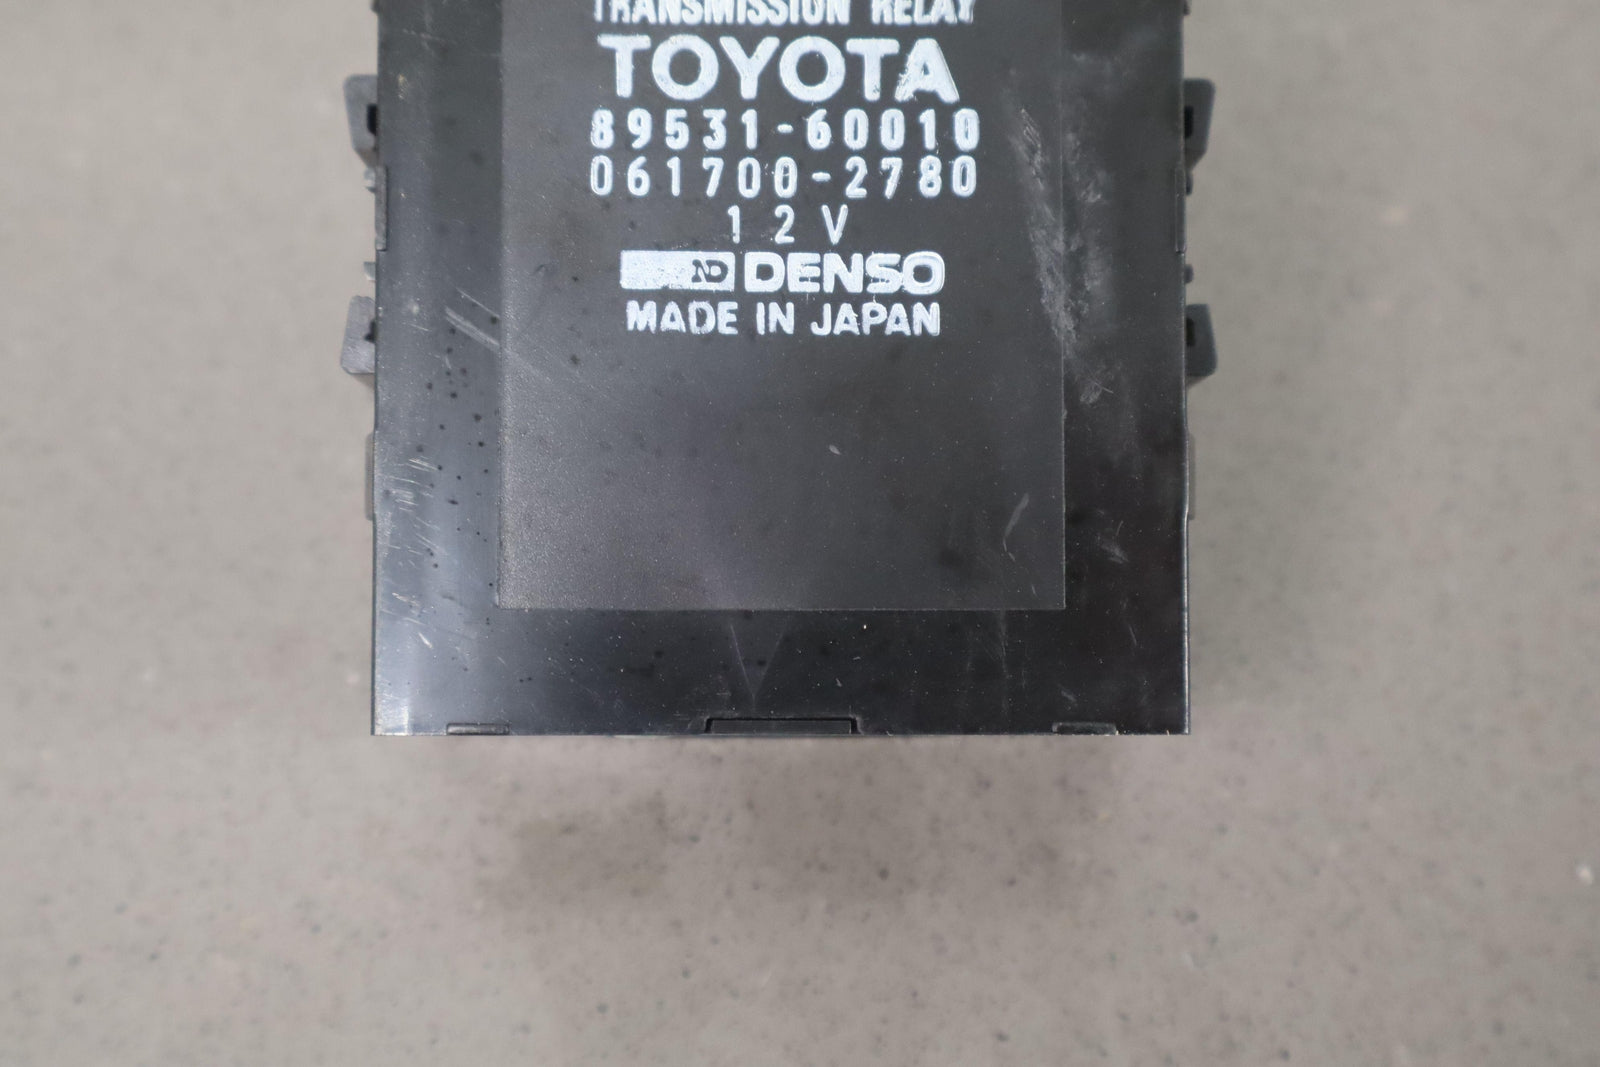 TRANSMISSION RELAY
TOYOTA
89531-60010
061700-2780
12V
ND DENSO
MADE IN JAPAN